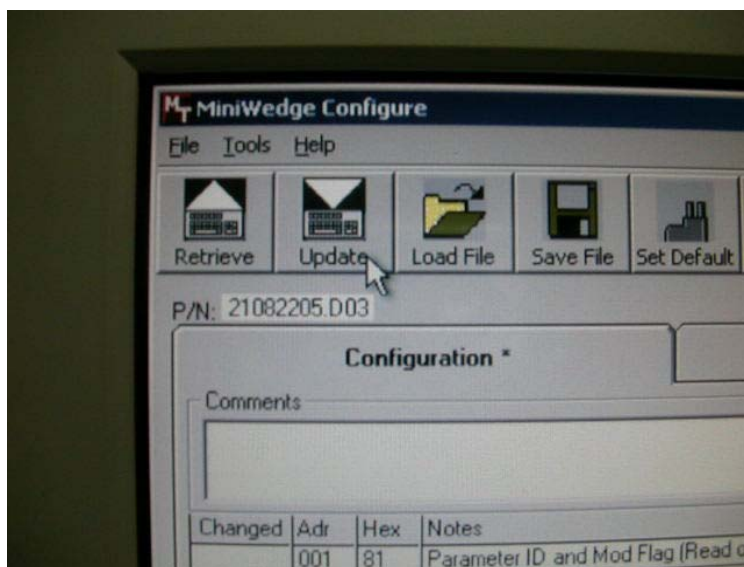 MT MiniWedge Configure
File Tools Help
Retrieve Update Load File Save File Set Default
P/N: 21082205.D03
Configuration *
Comments
Changed Adr Hex Notes
001 81 Parameter ID and Mod Flag (Read